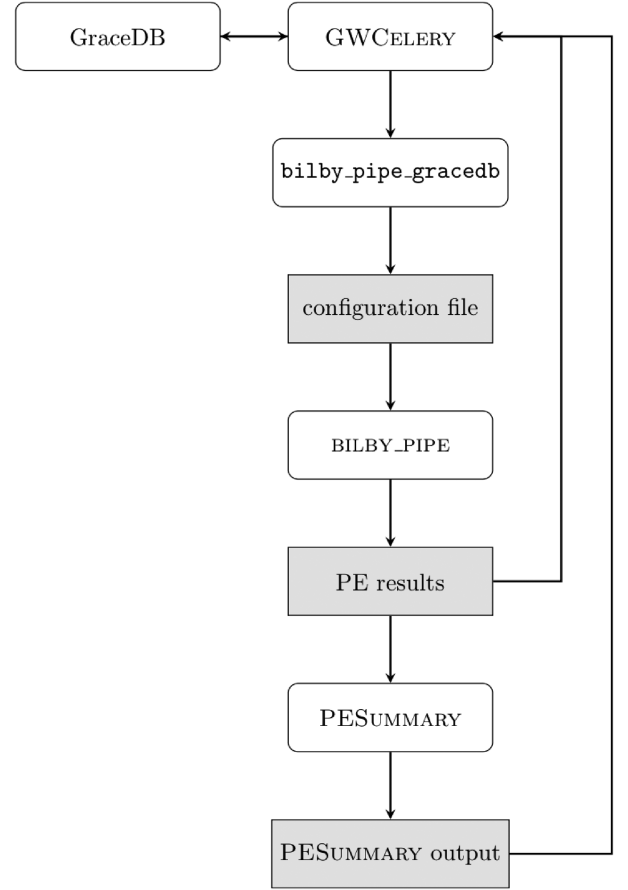 GraceDB
GWCelery
bilby_pipe_gracedb
configuration file
bilby_pipe
PE results
PESummary
PESummary output